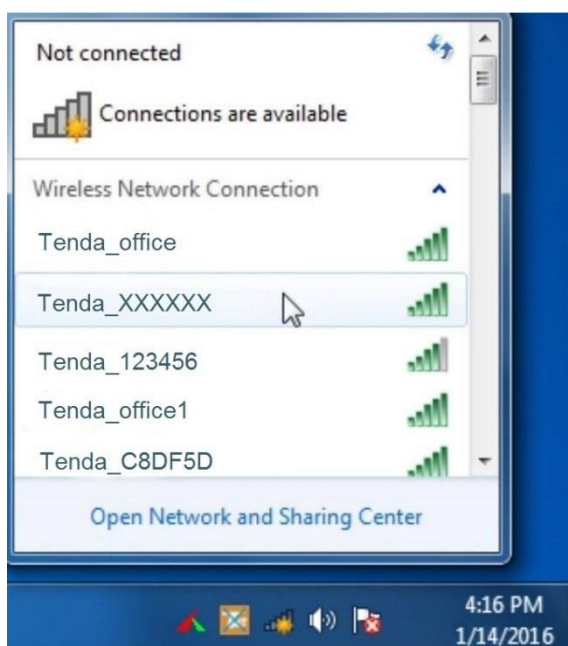 Not connected
Connections are available
Wireless Network Connection
Tenda_office
Tenda_XXXXXX
Tenda_123456
Tenda_office1
Tenda_C8DF5D
Open Network and Sharing Center
4:16 PM
1/14/2016